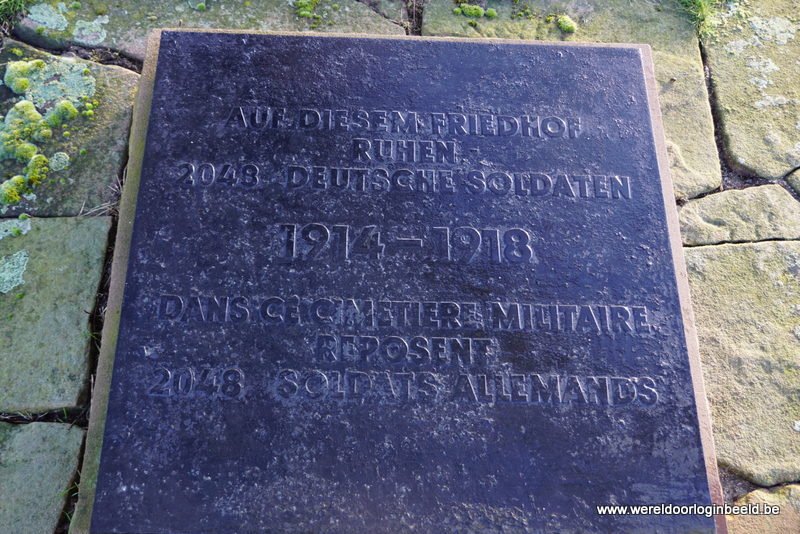 AUF DIESEM FRIEDHOF
RUHEN
2048 DEUTSCHE SOLDATEN
1914 – 1918
DANS CE CIMETIERE MILITAIRE
REPOSENT
2048 SOLDATS ALLEMANDS
www.wereldoorloginbeeld.be